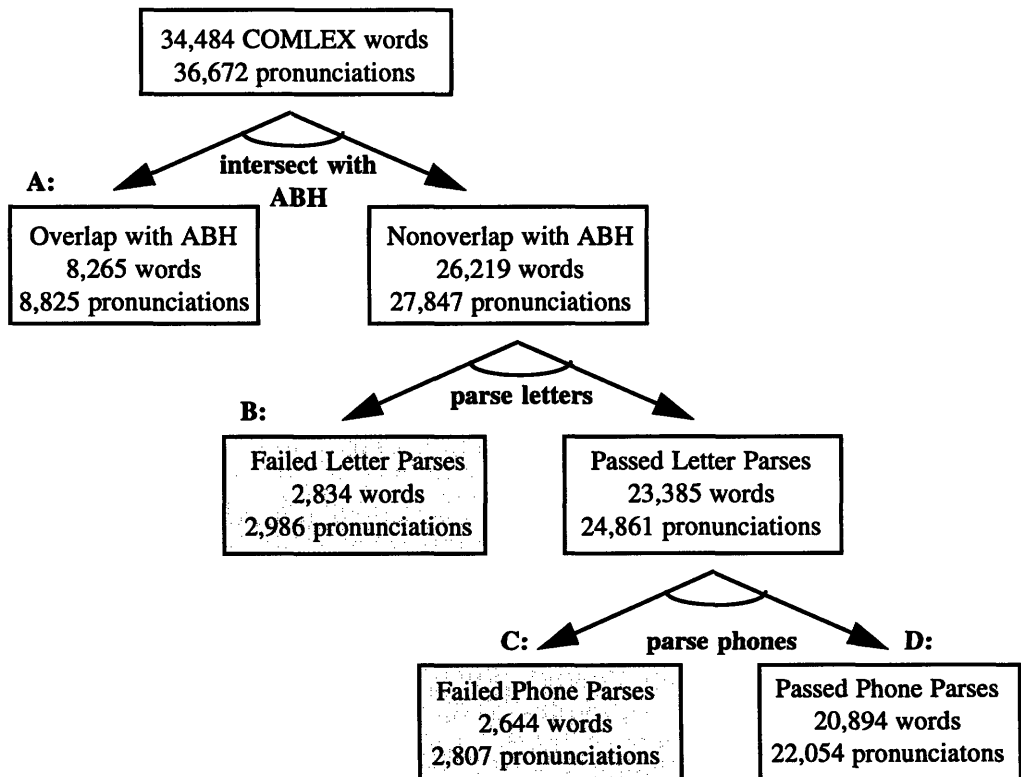 34,484 COMLEX words
36,672 pronunciations
intersect with
ABH
A:
Overlap with ABH
8,265 words
8,825 pronunciations
Nonoverlap with ABH
26,219 words
27,847 pronunciations
parse letters
B:
Failed Letter Parses
2,834 words
2,986 pronunciations
Passed Letter Parses
23,385 words
24,861 pronunciations
C:
parse phones
D:
Failed Phone Parses
2,644 words
2,807 pronunciations
Passed Phone Parses
20,894 words
22,054 pronunciatons